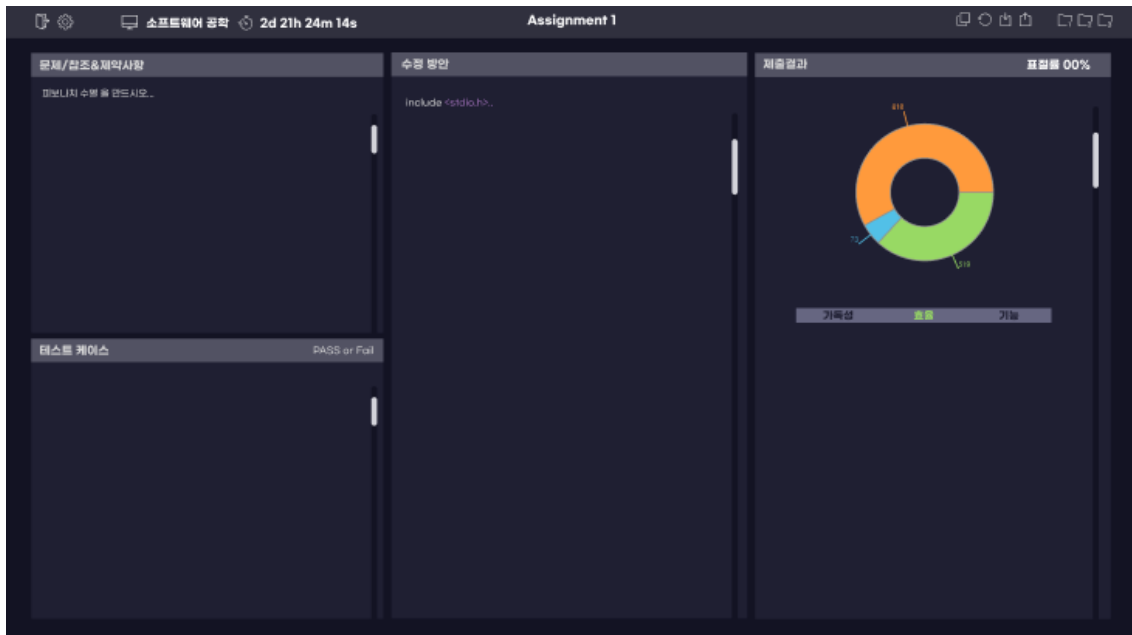 소프트웨어 공학 2d 21h 24m 14s
Assignment 1
문제/참조&제약사항
피보나치 수열 을 만드시오...
테스트 케이스 PASS or Fail
수정 방안
include <stdio.h>..
제출결과 표절률 00%
가독성 효율 기능